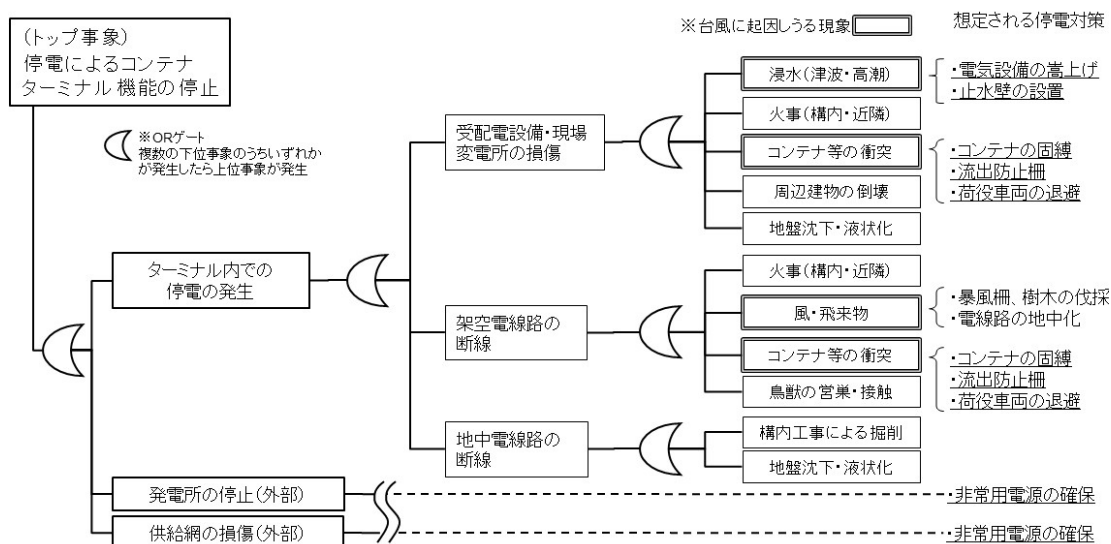 (トップ事象)
停電によるコンテナ
ターミナル機能の停止
※ORゲート
複数の下位事象のうちいずれか
が発生したら上位事象が発生
※台風に起因しうる現象
想定される停電対策
ターミナル内での
停電の発生
発電所の停止(外部)
供給網の損傷(外部)
受配電設備・現場
変電所の損傷
架空電線路の
断線
地中電線路の
断線
浸水(津波・高潮)
・電気設備の嵩上げ
・止水壁の設置
火事(構内・近隣)
コンテナ等の衝突
・コンテナの固縛
・流出防止柵
・荷役車両の退避
周辺建物の倒壊
地盤沈下・液状化
火事(構内・近隣)
風・飛来物
・暴風柵、樹木の伐採
・電線路の地中化
コンテナ等の衝突
・コンテナの固縛
・流出防止柵
・荷役車両の退避
鳥獣の営巣・接触
構内工事による掘削
地盤沈下・液状化
・非常用電源の確保
・非常用電源の確保